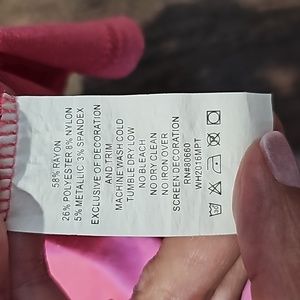 58% RAYON
26% POLYESTER 8% NYLON
5% METALLIC 3% SPANDEX
EXCLUSIVE OF DECORATION
AND TRIM
MACHINE WASH COLD
TUMBLE DRY LOW
NO BLEACH
NO DRY CLEAN
NO IRON OVER
SCREEN DECORATION
RN#80660
WH2016MPT